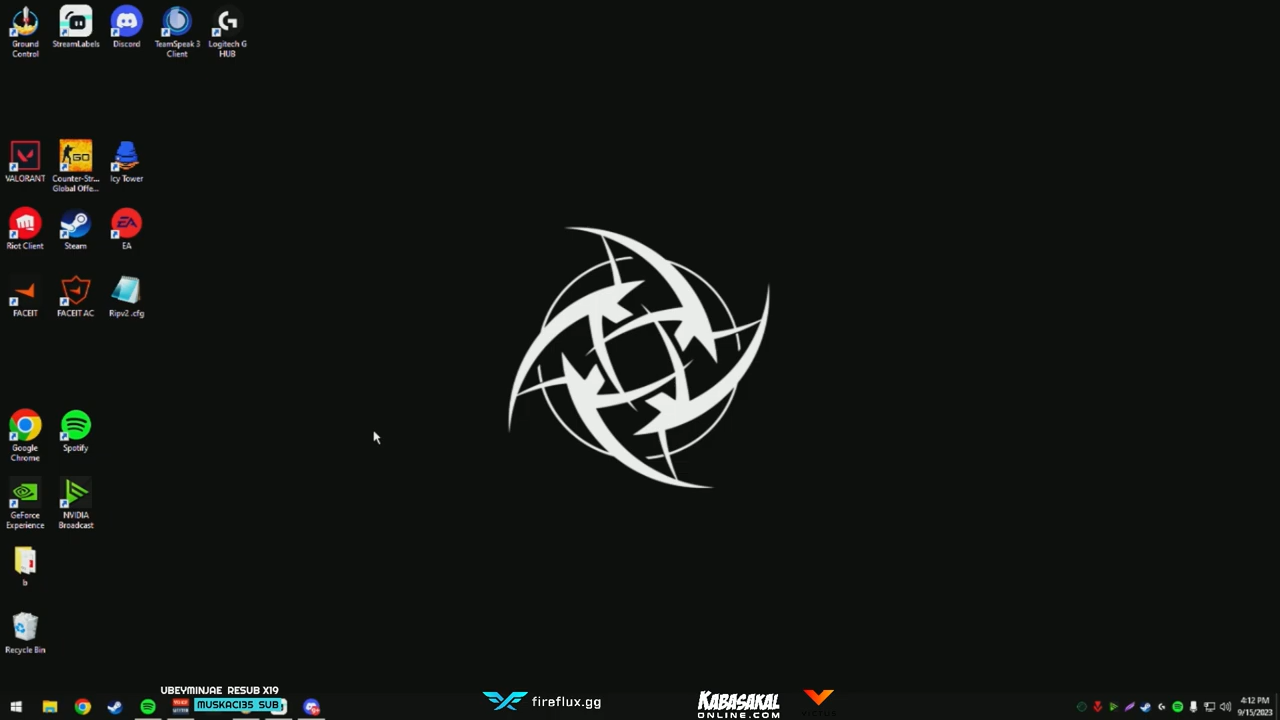 Ground
Control
StreamLabels
Discord
TeamSpeak 3
Client
Logitech G
HUB
VALORANT
GO
Counter-Str...
Global Offe...
Icy Tower
Riot Client
Steam
EA
EA
FACEIT
FACEIT AC
Ripv2 .cfg
Google
Chrome
Spotify
GeForce
Experience
NVIDIA
Broadcast
b
Recycle Bin
UBEYMINJAE RESUB X19
MUSKACI35 SUB
fireflux.gg
KABASAKAL
ONLINE.COM
4:12 PM
9/15/2023